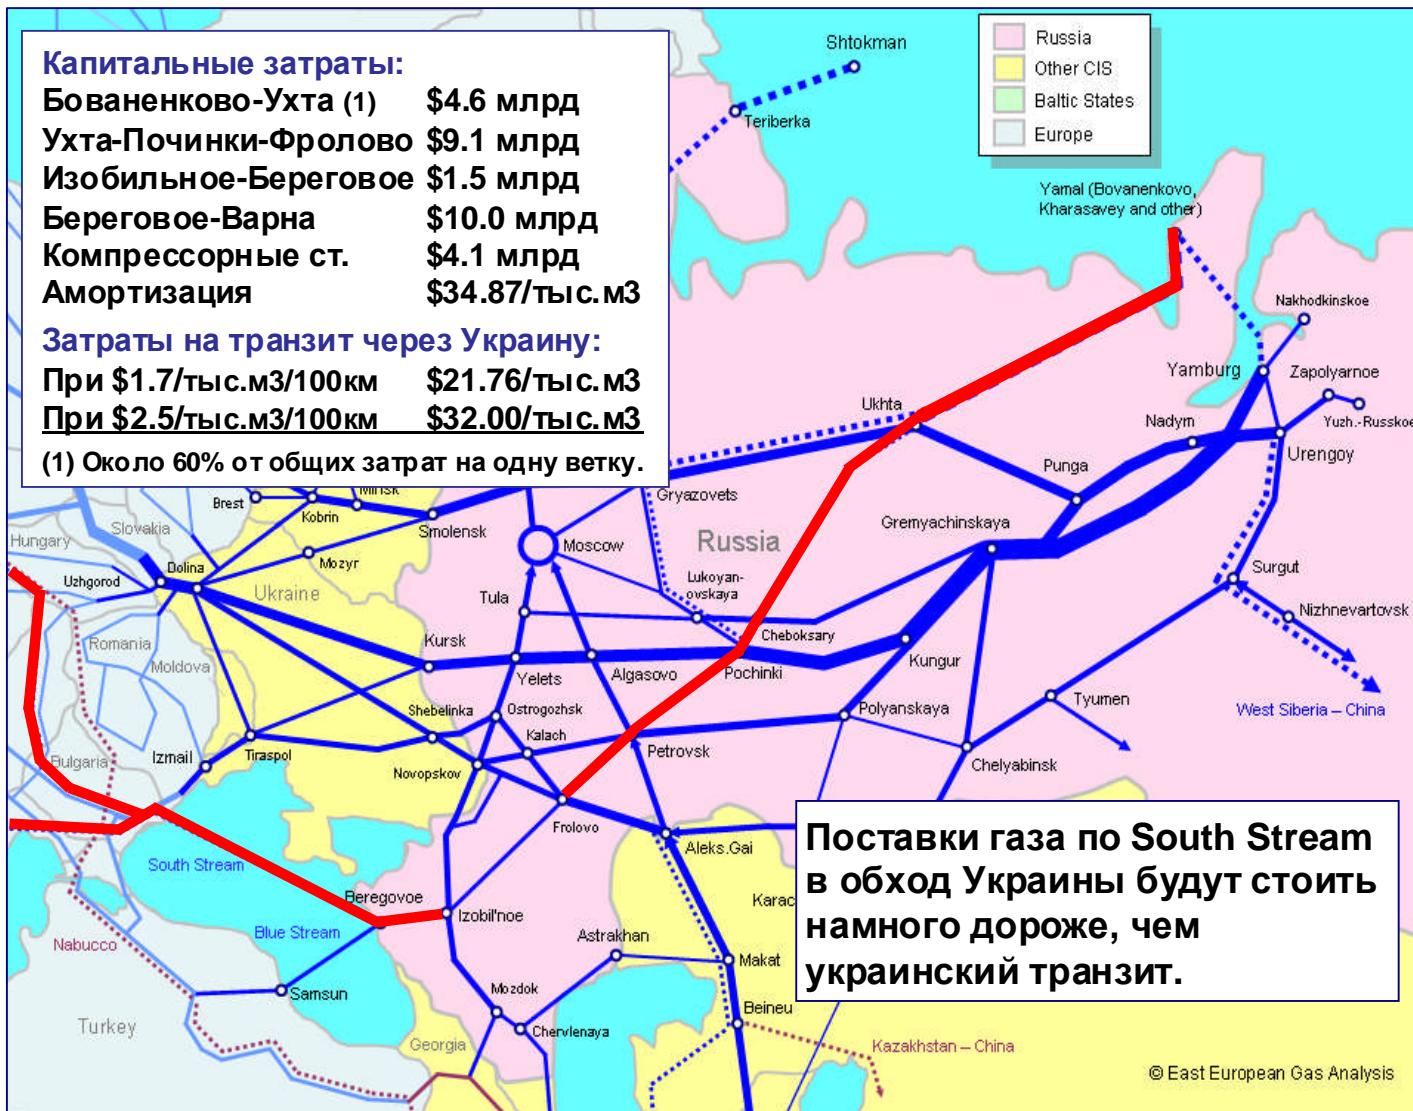 Капитальные затраты:
Бованенково-Ухта (1) $4.6 млрд
Ухта-Починки-Фролово $9.1 млрд
Изобильное-Береговое $1.5 млрд
Береговое-Варна $10.0 млрд
Компрессорные ст. $4.1 млрд
Амортизация $34.87/тыс.м3
Затраты на транзит через Украину:
При $1.7/тыс.м3/100км $21.76/тыс.м3
При $2.5/тыс.м3/100км $32.00/тыс.м3
(1) Около 60% от общих затрат на одну ветку.
Russia
Other CIS
Baltic States
Europe
Shtokman
Teriberka
Yamal (Bovanenkovo,
Kharasavey and other)
Nakhodkinskoe
Yamburg
Zapolyarnoe
Yuzh.-Russkoe
Ukhta
Nadym
Urengoy
Punga
Gryazovets
Gremyachinskaya
Brest
Kobrin
Minsk
Smolensk
Moscow
Russia
Slovakia
Hungary
Uzhgorod
Dolina
Mozyr
Ukraine
Tula
Lukoyan-
ovskaya
Surgut
Nizhnevartovsk
Cheboksary
Romania
Moldova
Kursk
Yelets
Algasovo
Pochinki
Kungur
Tyumen
West Siberia – China
Shebelinka
Ostrogozhsk
Polyanskaya
Kalach
Petrovsk
Chelyabinsk
Bulgaria
Izmail
Tiraspol
Novopskov
Frolovo
Aleks.Gai
South Stream
Beregovoe
Izobil'noe
Karac
Blue Stream
Nabucco
Astrakhan
Makat
Samsun
Mozdok
Beineu
Turkey
Chervlenaya
Georgia
Kazakhstan – China
Поставки газа по South Stream
в обход Украины будут стоить
намного дороже, чем
украинский транзит.
© East European Gas Analysis